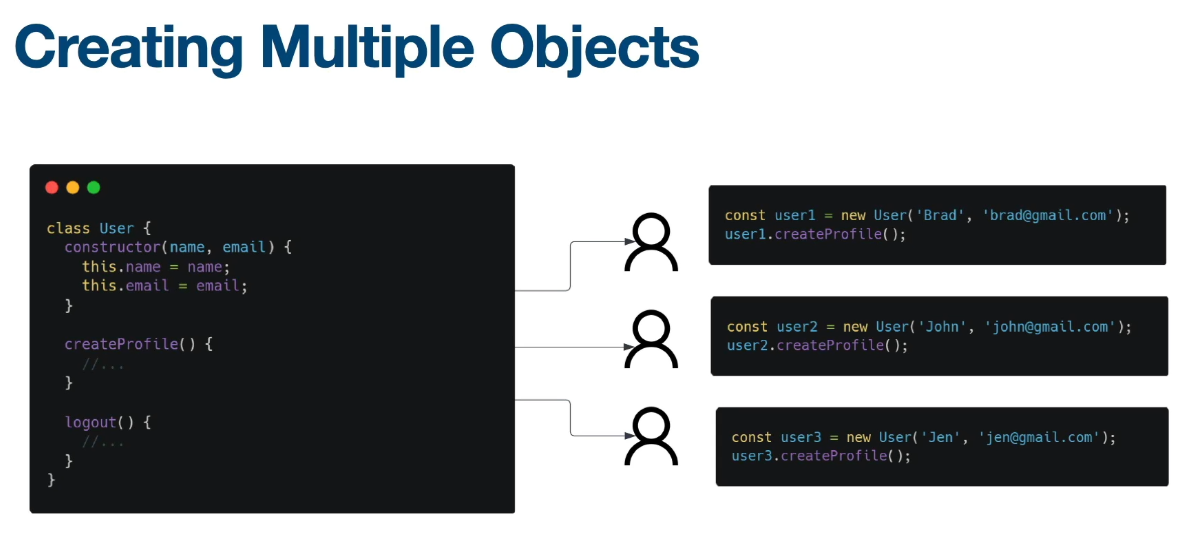 Creating Multiple Objects
class User {
  constructor(name, email) {
    this.name = name;
    this.email = email;
  }

  createProfile() {
    //...
  }

  logout() {
    //...
  }
}
const user1 = new User('Brad', 'brad@gmail.com');
user1.createProfile();
const user2 = new User('John', 'john@gmail.com');
user2.createProfile();
const user3 = new User('Jen', 'jen@gmail.com');
user3.createProfile();